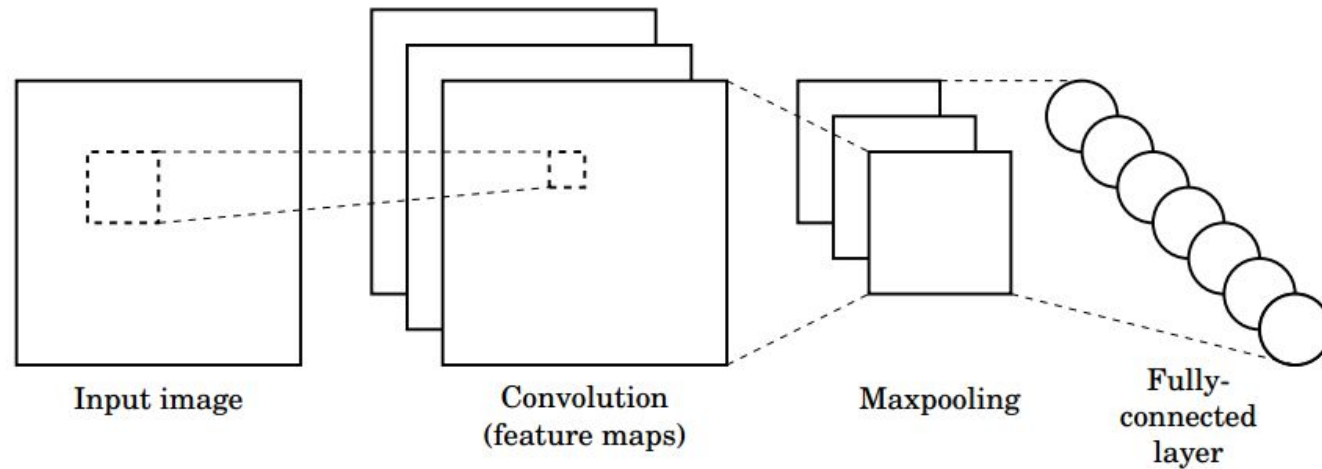 Input image
Convolution
(feature maps)
Maxpooling
Fully-
connected
layer